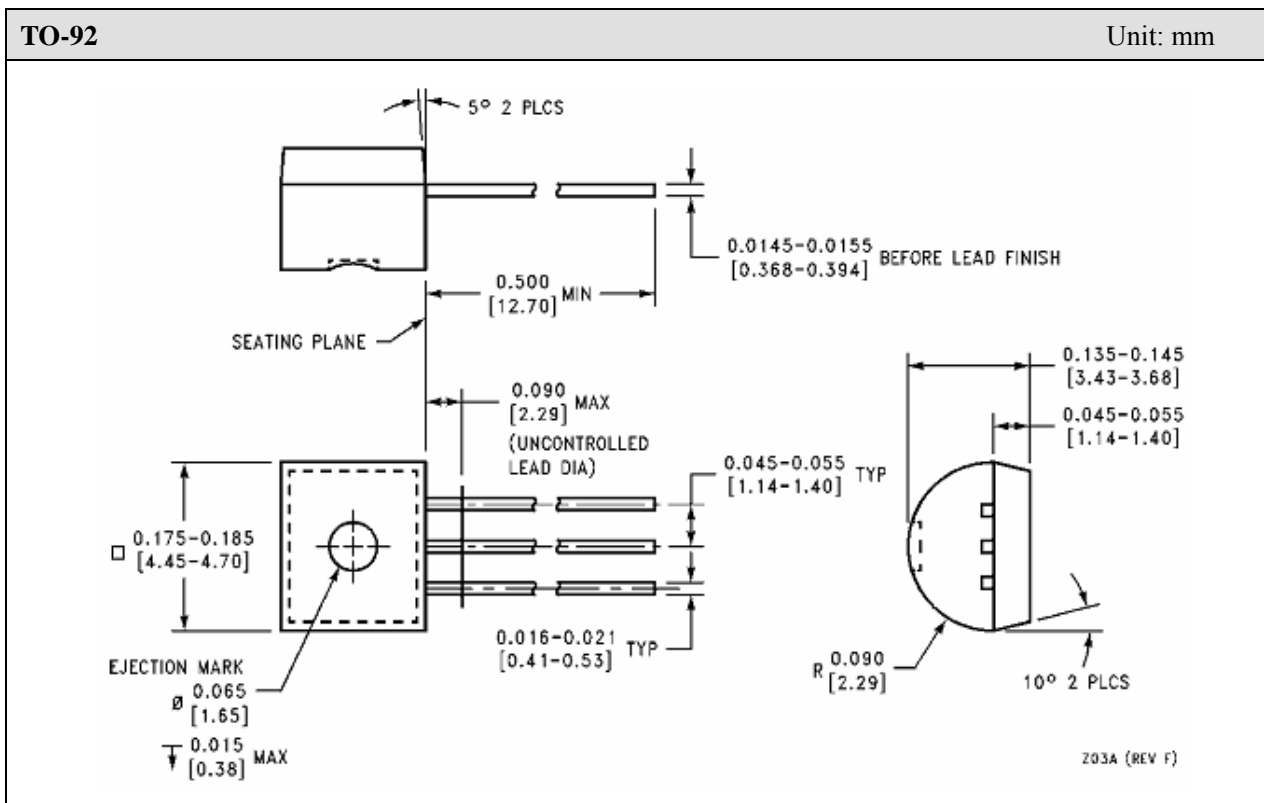 TO-92 Unit: mm
5° 2 PLCS
0.0145-0.0155
[0.368-0.394] BEFORE LEAD FINISH
0.500
[12.70] MIN
SEATING PLANE
0.135-0.145
[3.43-3.68]
0.090
[2.29] MAX
(UNCONTROLLED
LEAD DIA)
0.045-0.055
[1.14-1.40]
0.045-0.055
[1.14-1.40] TYP
□ 0.175-0.185
[4.45-4.70]
0.016-0.021
[0.41-0.53] TYP
EJECTION MARK
Ø 0.065
[1.65]
0.015
[0.38] MAX
R 0.090
[2.29]
10° 2 PLCS
Z03A (REV F)